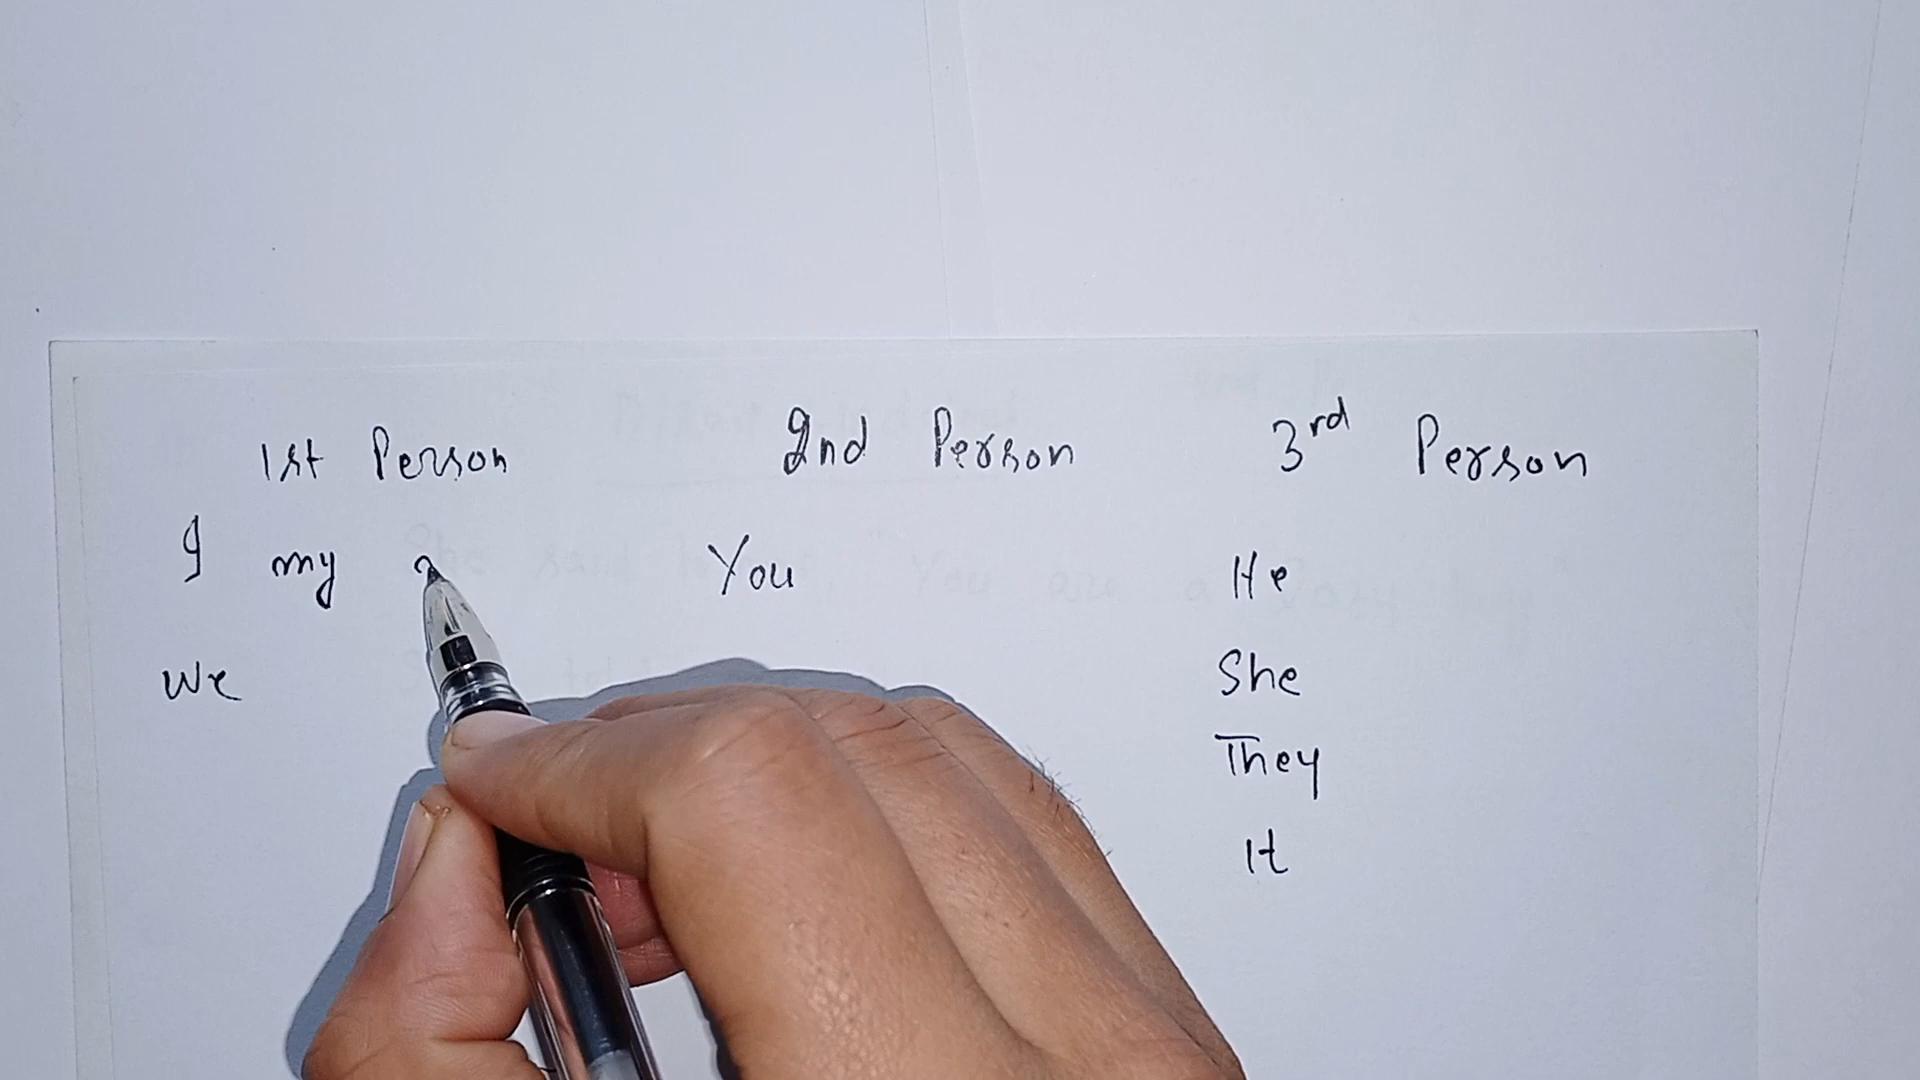 1st Person 2nd Person 3rd Person
I my You He
We She
They
It